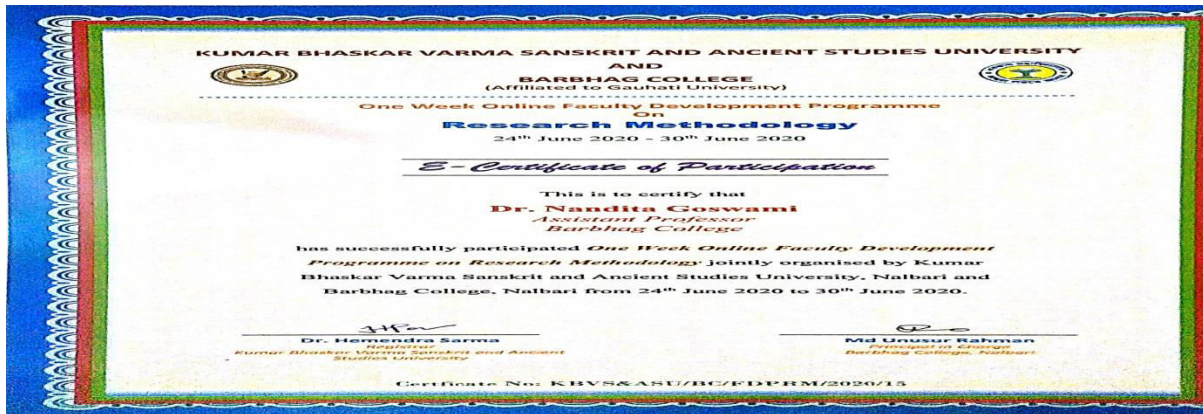 KUMAR BHASKAR VARMA SANSKRIT AND ANCIENT STUDIES UNIVERSITY
AND
BARBHAG COLLEGE
(Affiliated to Gauhati University)
One Week Online Faculty Development Programme
On
Research Methodology
24th June 2020 - 30th June 2020
E-Certificate of Participation
This is to certify that
Dr. Nandita Goswami
Assistant Professor
Barbhag College
has successfully participated One Week Online Faculty Development
Programme on Research Methodology jointly organised by Kumar
Bhaskar Varma Sanskrit and Ancient Studies University, Nalbari and
Barbhag College, Nalbari from 24th June 2020 to 30th June 2020.
Dr. Hemendra Sarma
Registrar
Kumar Bhaskar Varma Sanskrit and Ancient
Studies University
Md Unusur Rahman
Principal in Charge
Barbhag College, Nalbari
Certficate No: KBVS&ASU/BC/FDPRM/2020/15